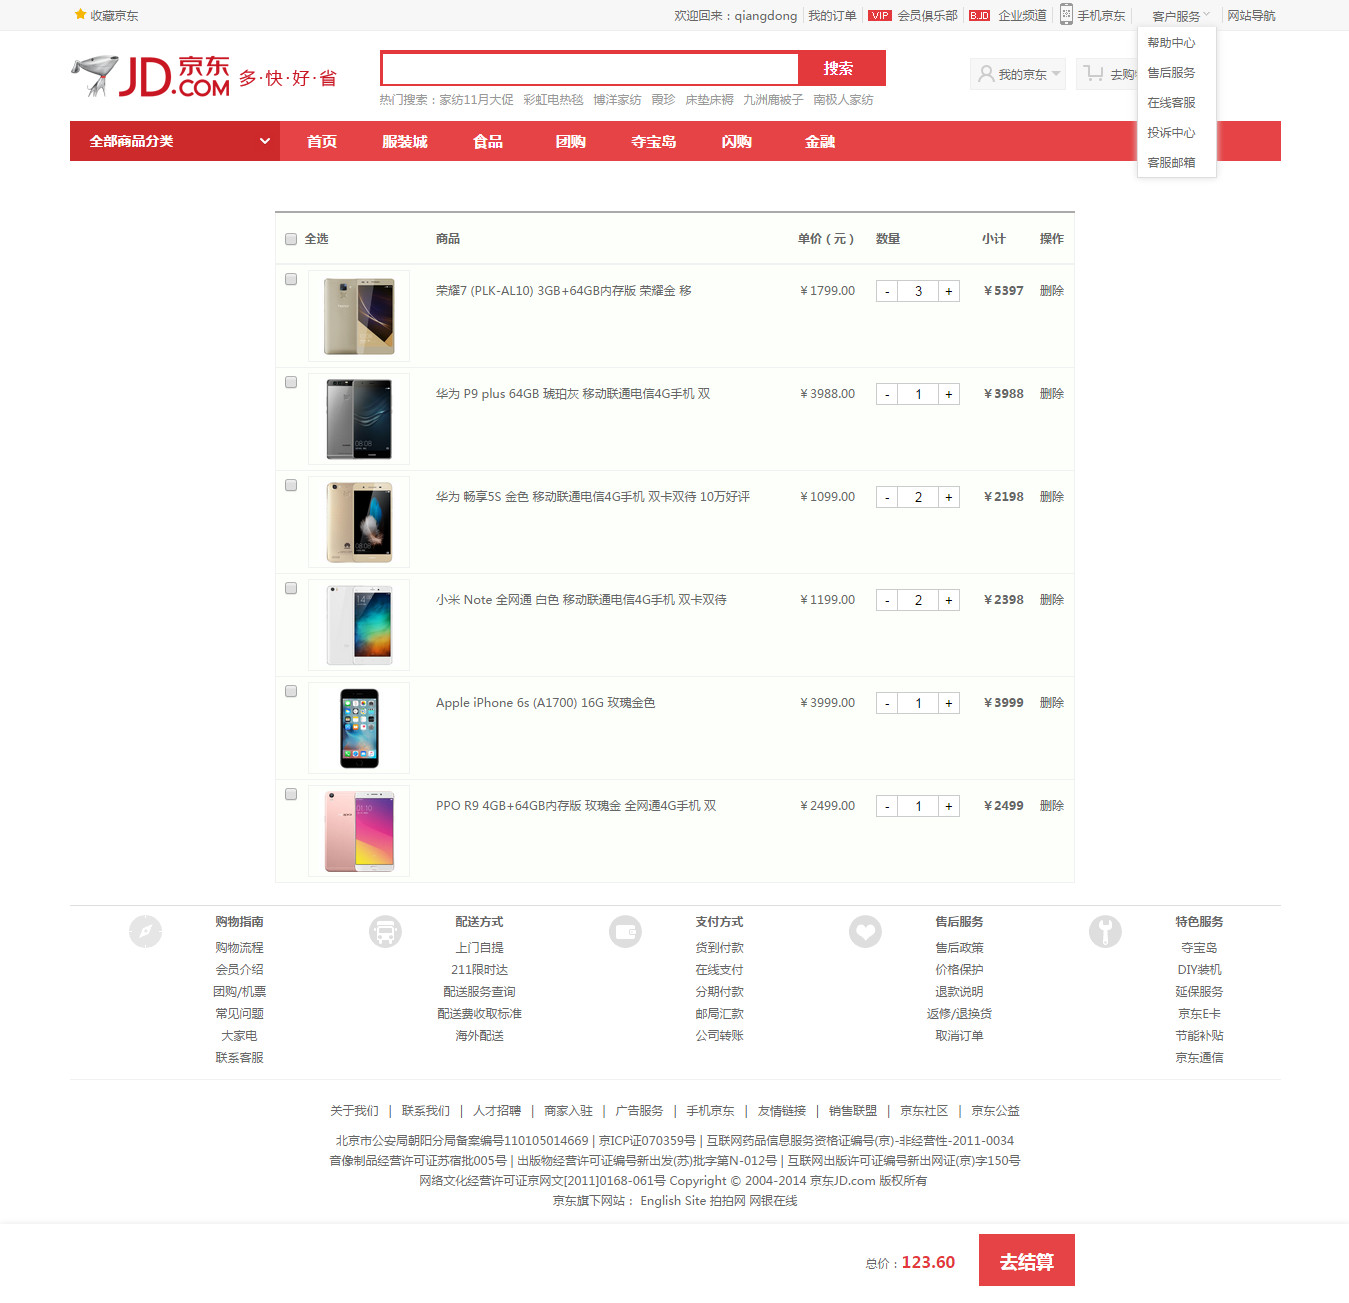 收藏京东
欢迎回来：qiangdong 我的订单 VIP 会员俱乐部 B.JD 企业频道 手机京东 客户服务 网站导航
帮助中心
售后服务
在线客服
投诉中心
客服邮箱
JD.COM 京东 多·快·好·省
搜索
我的京东 去购
热门搜索：家纺11月大促 彩虹电热毯 博洋家纺 霞珍 床垫床褥 九洲鹿被子 南极人家纺
全部商品分类 首页 服装城 食品 团购 夺宝岛 闪购 金融
全选 商品 单价（元） 数量 小计 操作
荣耀7 (PLK-AL10) 3GB+64GB内存版 荣耀金 移 ￥1799.00 - 3 + ￥5397 删除
华为 P9 plus 64GB 琥珀灰 移动联通电信4G手机 双 ￥3988.00 - 1 + ￥3988 删除
华为 畅享5S 金色 移动联通电信4G手机 双卡双待 10万好评 ￥1099.00 - 2 + ￥2198 删除
小米 Note 全网通 白色 移动联通电信4G手机 双卡双待 ￥1199.00 - 2 + ￥2398 删除
Apple iPhone 6s (A1700) 16G 玫瑰金色 ￥3999.00 - 1 + ￥3999 删除
PPO R9 4GB+64GB内存版 玫瑰金 全网通4G手机 双 ￥2499.00 - 1 + ￥2499 删除
购物指南
购物流程
会员介绍
团购/机票
常见问题
大家电
联系客服
配送方式
上门自提
211限时达
配送服务查询
配送费收取标准
海外配送
支付方式
货到付款
在线支付
分期付款
邮局汇款
公司转账
售后服务
售后政策
价格保护
退款说明
返修/退换货
取消订单
特色服务
夺宝岛
DIY装机
延保服务
京东E卡
节能补贴
京东通信
关于我们 | 联系我们 | 人才招聘 | 商家入驻 | 广告服务 | 手机京东 | 友情链接 | 销售联盟 | 京东社区 | 京东公益
北京市公安局朝阳分局备案编号110105014669 | 京ICP证070359号 | 互联网药品信息服务资格证编号(京)-非经营性-2011-0034
音像制品经营许可证苏宿批005号 | 出版物经营许可证编号新出发(苏)批字第N-012号 | 互联网出版许可证编号新出网证(京)字150号
网络文化经营许可证京网文[2011]0168-061号 Copyright © 2004-2014 京东JD.com 版权所有
京东旗下网站： English Site 拍拍网 网银在线
总价：123.60 去结算